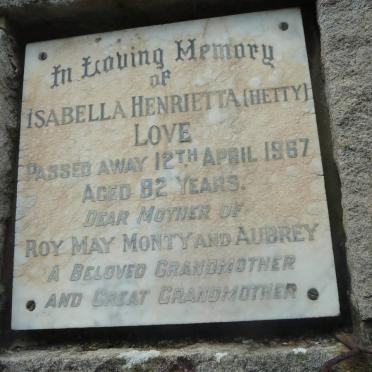 In Loving Memory
of
ISABELLA HENRIETTA (HETTY)
LOVE
PASSED AWAY 12TH APRIL 1967
AGED 82 YEARS.
DEAR MOTHER OF
ROY MAY MONTY AND AUBREY
A BELOVED GRANDMOTHER
AND GREAT GRANDMOTHER